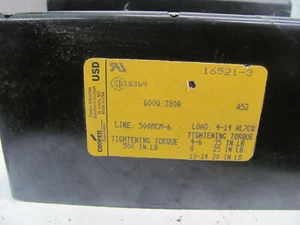 USD
COOPER
16521-3
18364
600V.380A
A52
LINE: 500MCM-6
LOAD: 4-14 AL7CU
TIGHTENING TORQUE
500 IN LB
TIGHTENING TORQUE
4-6 35 IN LB
8 25 IN LB
10-14 20 IN LB